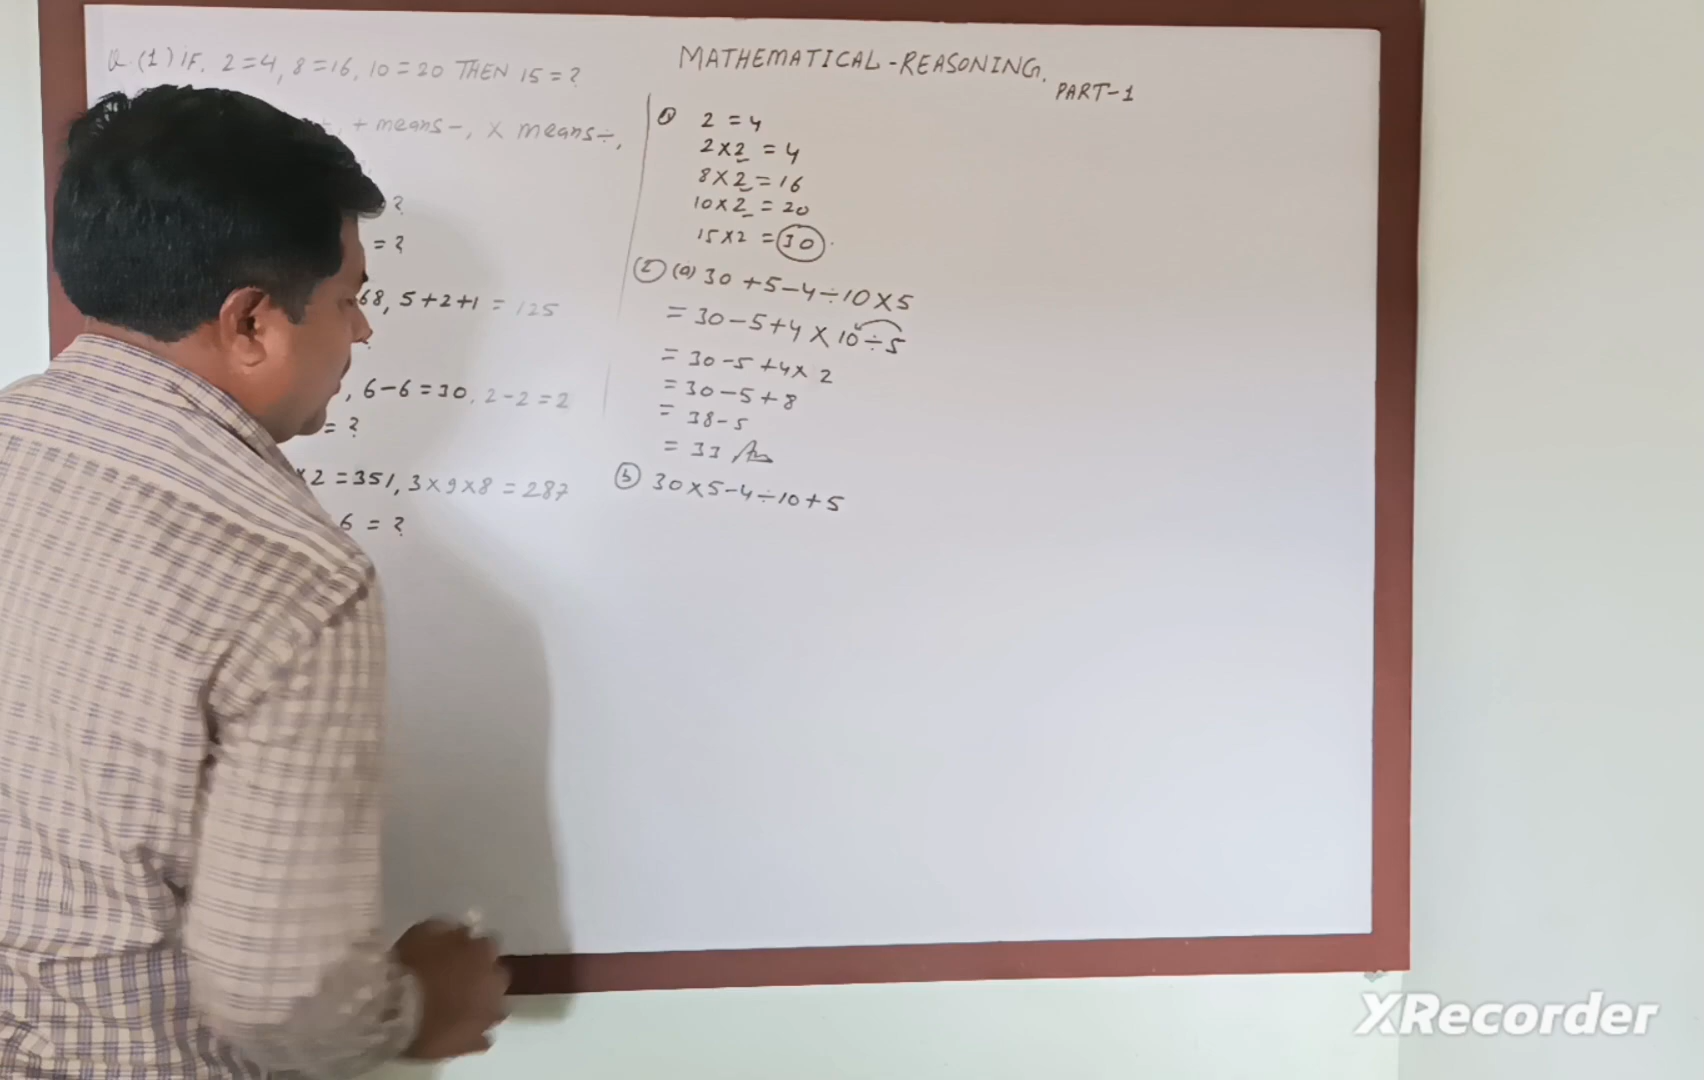 Q.(1) IF. 2=4, 8=16, 10=20 THEN 15=?
÷, + means -, × means ÷,
?
= ?
68, 5+2+1 = 125
, 6-6=30, 2-2=2
= ?
×2=351, 3×9×8=287
6 = ?
MATHEMATICAL-REASONING.
PART-1
① 2 = 4
2×2 = 4
8×2 = 16
10×2 = 20
15×2 = 30.
② (a) 30+5-4÷10×5
= 30-5+4×10÷5
= 30-5+4×2
= 30-5+8
= 38-5
= 33 Ans
ⓑ 30×5-4÷10+5
XRecorder